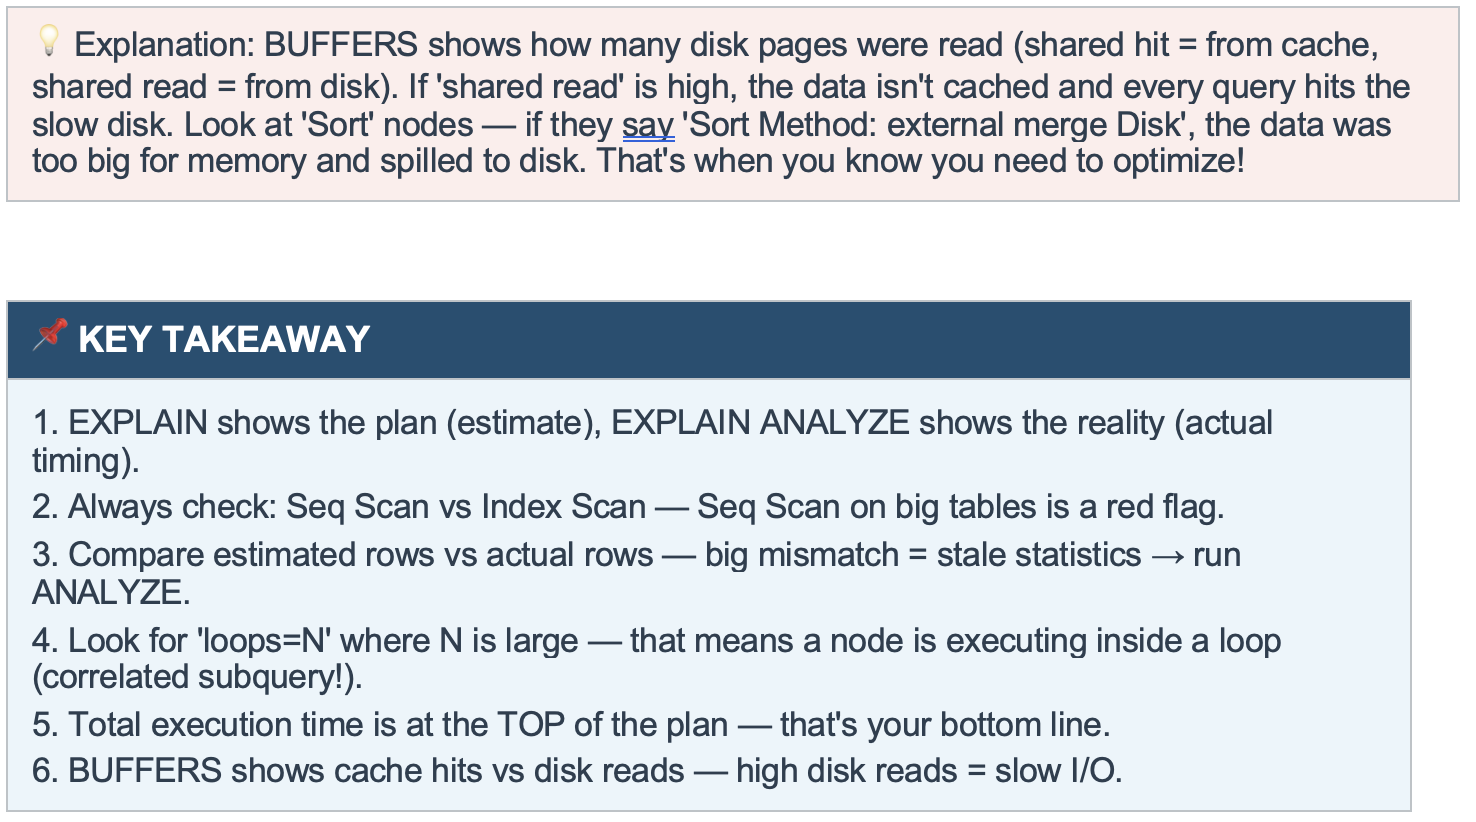 💡 Explanation: BUFFERS shows how many disk pages were read (shared hit = from cache,
shared read = from disk). If 'shared read' is high, the data isn't cached and every query hits the
slow disk. Look at 'Sort' nodes — if they say 'Sort Method: external merge Disk', the data was
too big for memory and spilled to disk. That's when you know you need to optimize!
📌 KEY TAKEAWAY
1. EXPLAIN shows the plan (estimate), EXPLAIN ANALYZE shows the reality (actual
timing).
2. Always check: Seq Scan vs Index Scan — Seq Scan on big tables is a red flag.
3. Compare estimated rows vs actual rows — big mismatch = stale statistics → run
ANALYZE.
4. Look for 'loops=N' where N is large — that means a node is executing inside a loop
(correlated subquery!).
5. Total execution time is at the TOP of the plan — that's your bottom line.
6. BUFFERS shows cache hits vs disk reads — high disk reads = slow I/O.